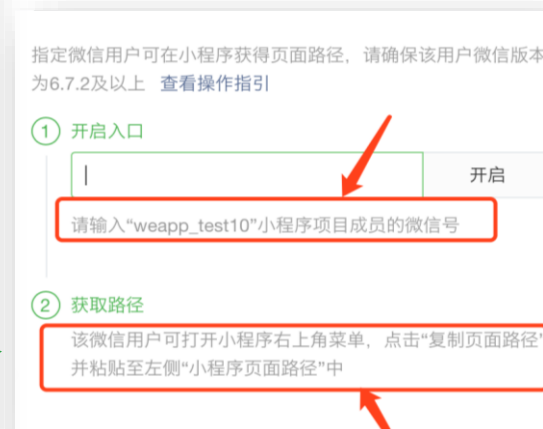 指定微信用户可在小程序获得页面路径，请确保该用户微信版本
为6.7.2及以上 查看操作指引
1 开启入口
开启
请输入“weapp_test10”小程序项目成员的微信号
2 获取路径
该微信用户可打开小程序右上角菜单，点击“复制页面路径”
并粘贴至左侧“小程序页面路径”中